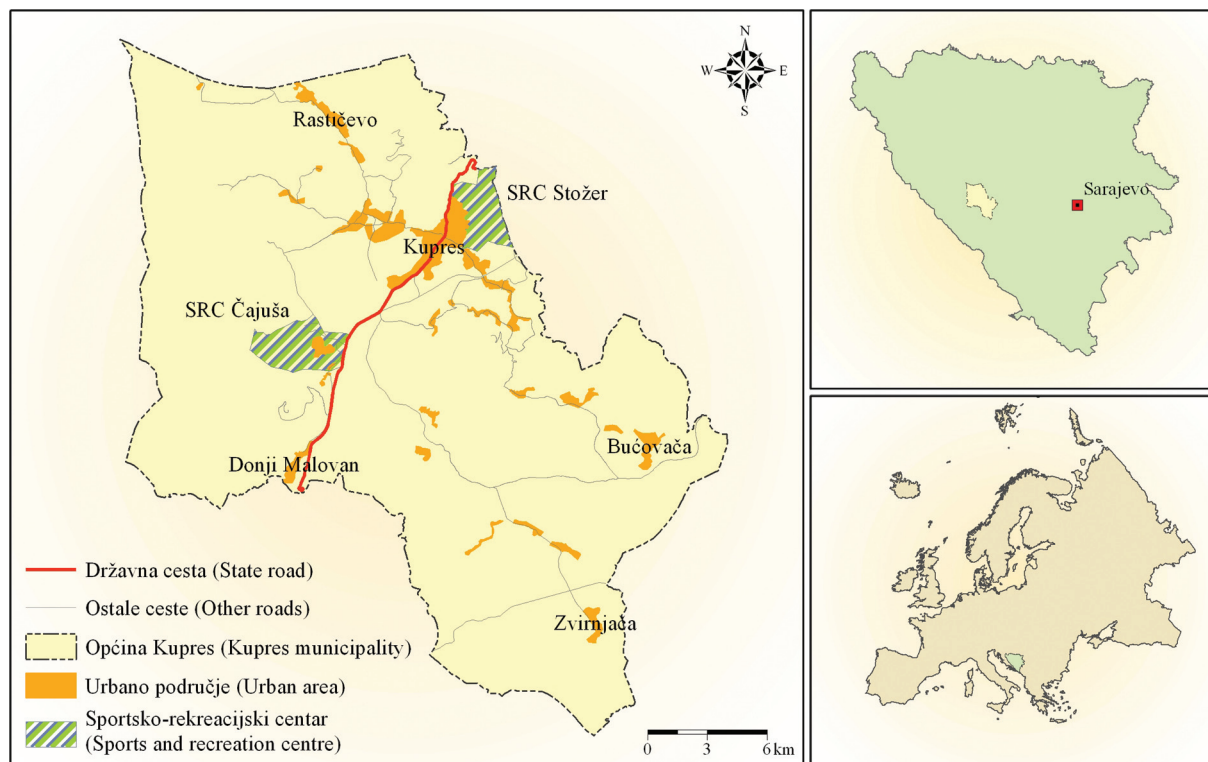 N
W E
S
Rastičevo
SRC Stožer
Kupres
SRC Čajuša
Bućovača
Donji Malovan
Zvirnjača
Državna cesta (State road)
Ostale ceste (Other roads)
Općina Kupres (Kupres municipality)
Urbano područje (Urban area)
Sportsko-rekreacijski centar
(Sports and recreation centre)
0 3 6 km
Sarajevo